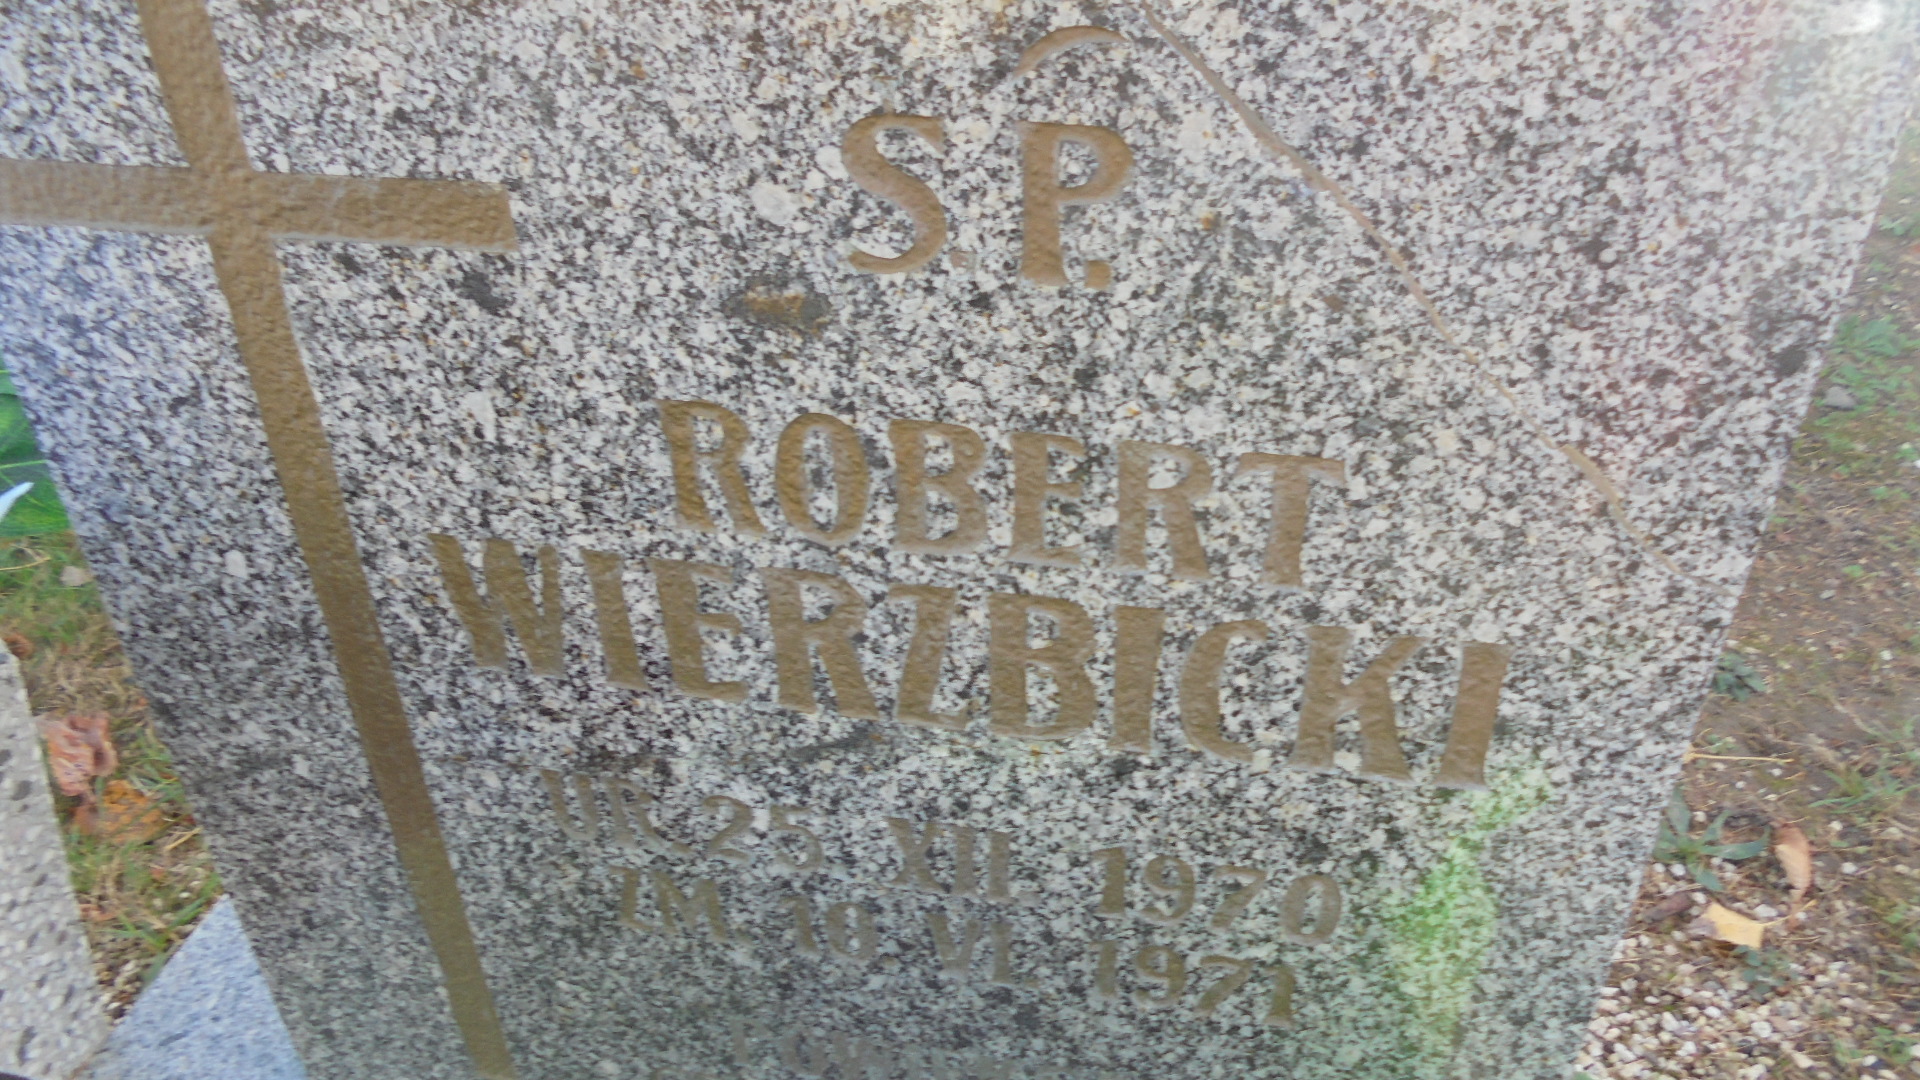 Ś.P.
ROBERT
WIERZBICKI
UR. 25 XII. 1970
ZM. 10 VI. 1971